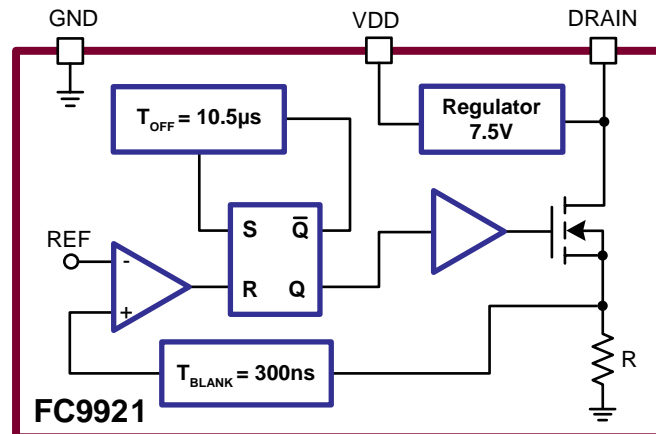 GND
VDD
DRAIN
T_OFF = 10.5µs
Regulator
7.5V
REF
S
Q̅
R
Q
-
+
T_BLANK = 300ns
R
FC9921